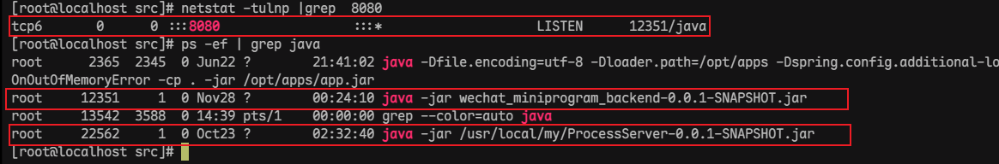 [root@localhost src]# netstat -tulnp |grep  8080
tcp6       0      0 :::8080                 :::*                    LISTEN      12351/java
[root@localhost src]# ps -ef | grep java
root      2365  2345  0 Jun22 ?        21:41:02 java -Dfile.encoding=utf-8 -Dloader.path=/opt/apps -Dspring.config.additional-lo
OnOutOfMemoryError -cp . -jar /opt/apps/app.jar
root     12351     1  0 Nov28 ?        00:24:10 java -jar wechat_miniprogram_backend-0.0.1-SNAPSHOT.jar
root     13542  3588  0 14:39 pts/1    00:00:00 grep --color=auto java
root     22562     1  0 Oct23 ?        02:32:40 java -jar /usr/local/my/ProcessServer-0.0.1-SNAPSHOT.jar
[root@localhost src]#